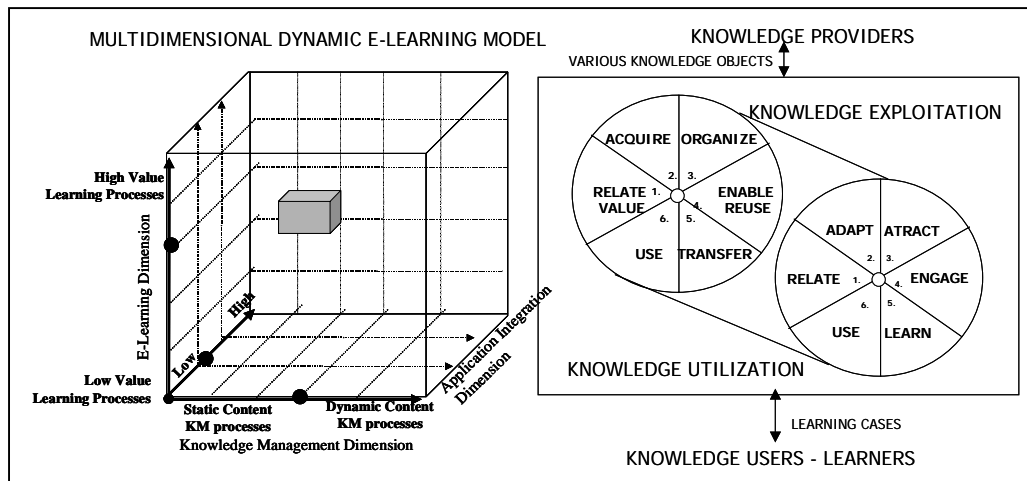 MULTIDIMENSIONAL DYNAMIC E-LEARNING MODEL
High Value
Learning Processes
E-Learning Dimension
Low Value
Learning Processes
Low
High
Static Content
KM processes
Dynamic Content
KM processes
Knowledge Management Dimension
Application Integration
Dimension
KNOWLEDGE PROVIDERS
VARIOUS KNOWLEDGE OBJECTS
KNOWLEDGE EXPLOITATION
ACQUIRE
ORGANIZE
RELATE
VALUE
ENABLE
REUSE
USE
TRANSFER
1.
2.
3.
4.
5.
6.
ADAPT
ATRACT
RELATE
ENGAGE
USE
LEARN
1.
2.
3.
4.
5.
6.
KNOWLEDGE UTILIZATION
LEARNING CASES
KNOWLEDGE USERS - LEARNERS